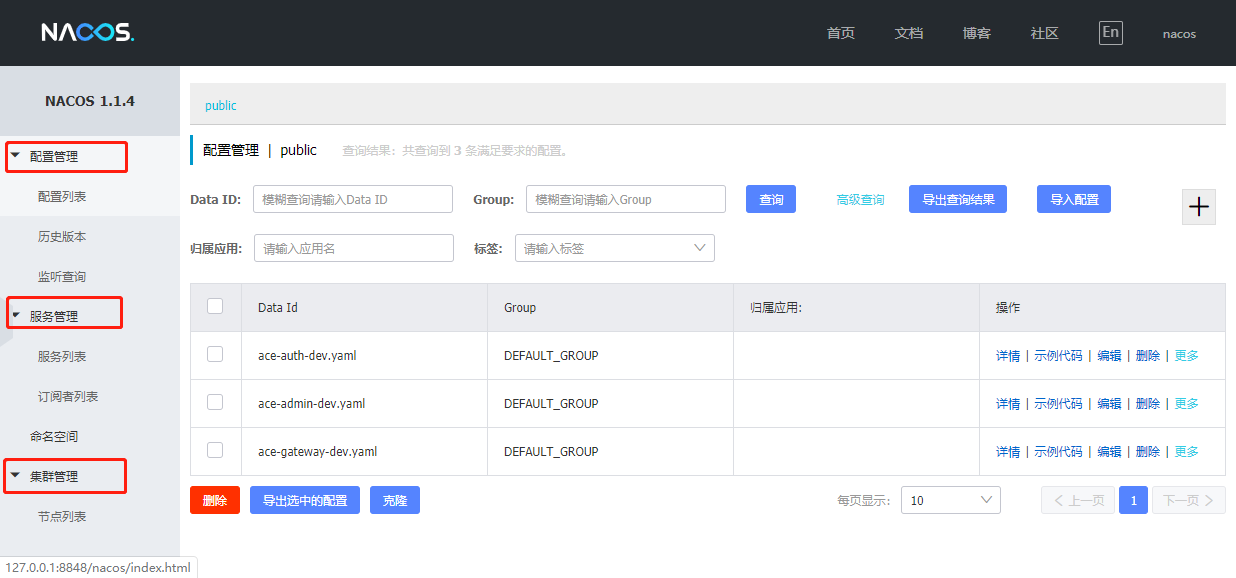 NACOS.
首页 文档 博客 社区 En nacos
NACOS 1.1.4
配置管理
配置列表
历史版本
监听查询
服务管理
服务列表
订阅者列表
命名空间
集群管理
节点列表
public
配置管理 | public 查询结果：共查询到 3 条满足要求的配置。
Data ID: 模糊查询请输入Data ID Group: 模糊查询请输入Group 查询 高级查询 导出查询结果 导入配置 +
归属应用: 请输入应用名 标签: 请输入标签
Data Id Group 归属应用: 操作
ace-auth-dev.yaml DEFAULT_GROUP 详情 | 示例代码 | 编辑 | 删除 | 更多
ace-admin-dev.yaml DEFAULT_GROUP 详情 | 示例代码 | 编辑 | 删除 | 更多
ace-gateway-dev.yaml DEFAULT_GROUP 详情 | 示例代码 | 编辑 | 删除 | 更多
删除 导出选中的配置 克隆 每页显示: 10 上一页 1 下一页
127.0.0.1:8848/nacos/index.html